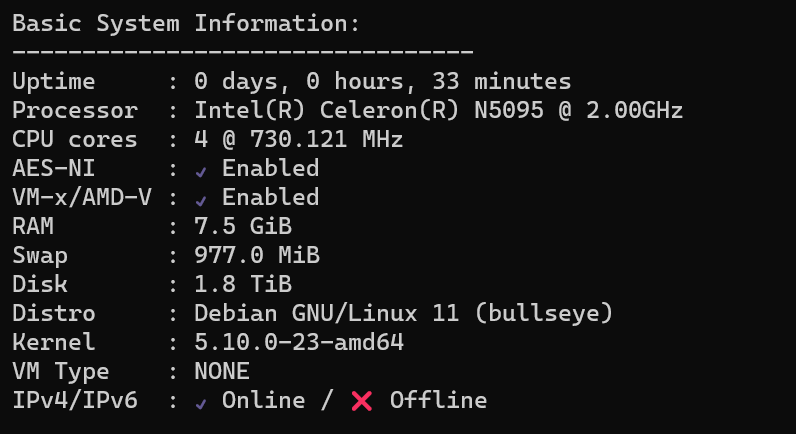 Basic System Information:
---------------------------------
Uptime     : 0 days, 0 hours, 33 minutes
Processor  : Intel(R) Celeron(R) N5095 @ 2.00GHz
CPU cores  : 4 @ 730.121 MHz
AES-NI     : ✔ Enabled
VM-x/AMD-V : ✔ Enabled
RAM        : 7.5 GiB
Swap       : 977.0 MiB
Disk       : 1.8 TiB
Distro     : Debian GNU/Linux 11 (bullseye)
Kernel     : 5.10.0-23-amd64
VM Type    : NONE
IPv4/IPv6  : ✔ Online / ❌ Offline